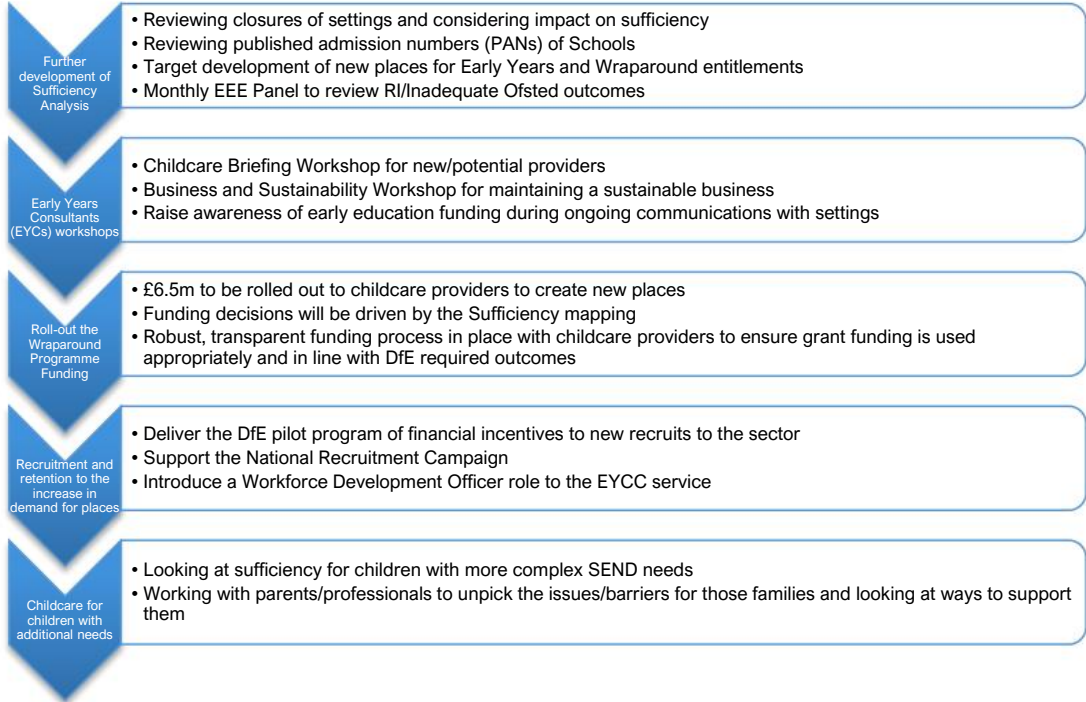 Further
development of
Sufficiency
Analysis
• Reviewing closures of settings and considering impact on sufficiency
• Reviewing published admission numbers (PANs) of Schools
• Target development of new places for Early Years and Wraparound entitlements
• Monthly EEE Panel to review RI/Inadequate Ofsted outcomes
Early Years
Consultants
(EYCs) workshops
• Childcare Briefing Workshop for new/potential providers
• Business and Sustainability Workshop for maintaining a sustainable business
• Raise awareness of early education funding during ongoing communications with settings
Roll-out the
Wraparound
Programme
Funding
• £6.5m to be rolled out to childcare providers to create new places
• Funding decisions will be driven by the Sufficiency mapping
• Robust, transparent funding process in place with childcare providers to ensure grant funding is used
appropriately and in line with DfE required outcomes
Recruitment and
retention to the
increase in
demand for places
• Deliver the DfE pilot program of financial incentives to new recruits to the sector
• Support the National Recruitment Campaign
• Introduce a Workforce Development Officer role to the EYCC service
Childcare for
children with
additional needs
• Looking at sufficiency for children with more complex SEND needs
• Working with parents/professionals to unpick the issues/barriers for those families and looking at ways to support
them